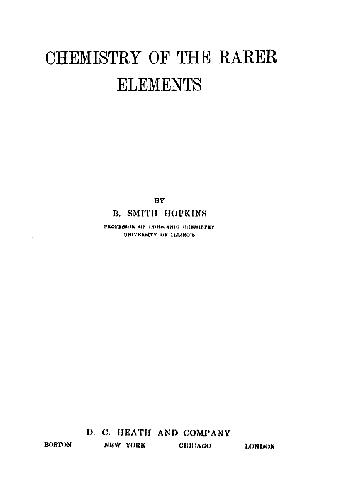 CHEMISTRY OF THE RARER
ELEMENTS
BY
B. SMITH HOPKINS
PROFESSOR OF INORGANIC CHEMISTRY
UNIVERSITY OF ILLINOIS
D. C. HEATH AND COMPANY
BOSTON NEW YORK CHICAGO LONDON